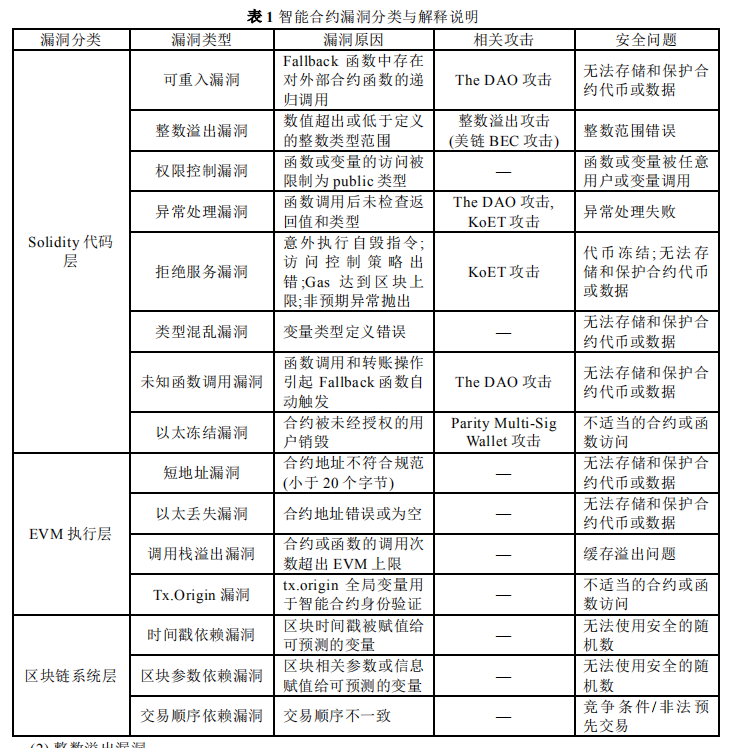 表 1 智能合约漏洞分类与解释说明
漏洞分类 漏洞类型 漏洞原因 相关攻击 安全问题
Solidity 代码
层
可重入漏洞
Fallback 函数中存在
对外部合约函数的递
归调用
The DAO 攻击
无法存储和保护合
约代币或数据
整数溢出漏洞
数值超出或低于定义
的整数类型范围
整数溢出攻击
(美链 BEC 攻击)
整数范围错误
权限控制漏洞
函数或变量的访问被
限制为 public 类型
—
函数或变量被任意
用户或变量调用
异常处理漏洞
函数调用后未检查返
回值和类型
The DAO 攻击,
KoET 攻击
异常处理失败
拒绝服务漏洞
意外执行自毁指令;
访问控制策略出
错;Gas 达到区块上
限;非预期异常抛出
KoET 攻击
代币冻结;无法存
储和保护合约代币
或数据
类型混乱漏洞
变量类型定义错误
—
无法存储和保护合
约代币或数据
未知函数调用漏洞
函数调用和转账操作
引起 Fallback 函数自
动触发
The DAO 攻击
无法存储和保护合
约代币或数据
以太冻结漏洞
合约被未经授权的用
户销毁
Parity Multi-Sig
Wallet 攻击
不适当的合约或函
数访问
EVM 执行层
短地址漏洞
合约地址不符合规范
(小于 20 个字节)
—
无法存储和保护合
约代币或数据
以太丢失漏洞
合约地址错误或为空
—
无法存储和保护合
约代币或数据
调用栈溢出漏洞
合约或函数的调用次
数超出 EVM 上限
—
缓存溢出问题
Tx.Origin 漏洞
tx.origin 全局变量用
于智能合约身份验证
—
不适当的合约或函
数访问
区块链系统层
时间戳依赖漏洞
区块时间戳被赋值给
可预测的变量
—
无法使用安全的随
机数
区块参数依赖漏洞
区块相关参数或信息
赋值给可预测的变量
—
无法使用安全的随
机数
交易顺序依赖漏洞
交易顺序不一致
—
竞争条件/非法预
先交易
(2) 整数溢出漏洞